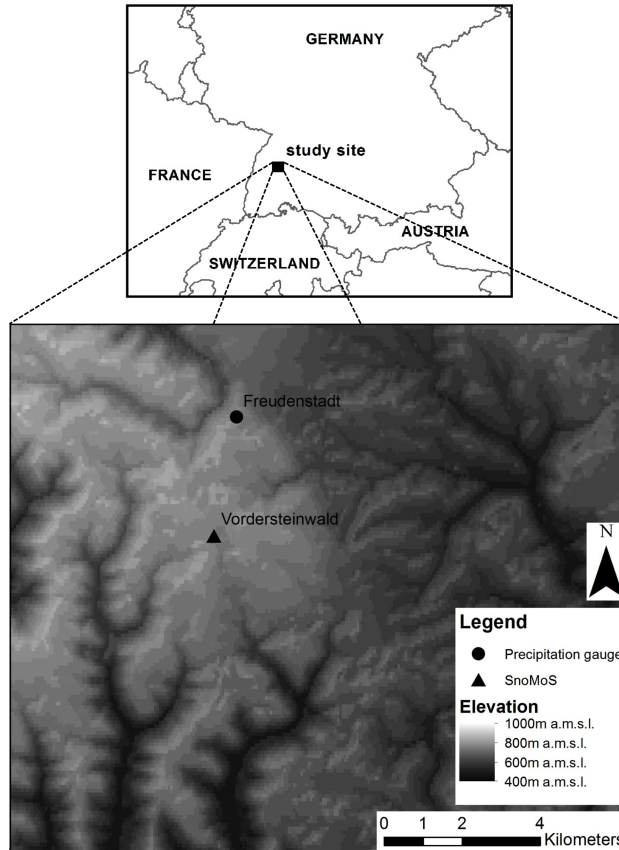 GERMANY
study site
FRANCE
AUSTRIA
SWITZERLAND
Freudenstadt
Vordersteinwald
N
Legend
Precipitation gauge
SnoMoS
Elevation
1000m a.m.s.l.
800m a.m.s.l.
600m a.m.s.l.
400m a.m.s.l.
0 1 2 4
Kilometers